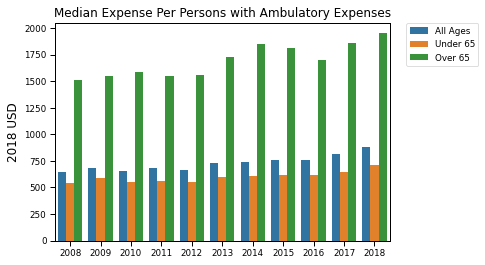 Median Expense Per Persons with Ambulatory Expenses
2018 USD
2000
1750
1500
1250
1000
750
500
250
0
2008 2009 2010 2011 2012 2013 2014 2015 2016 2017 2018
All Ages
Under 65
Over 65